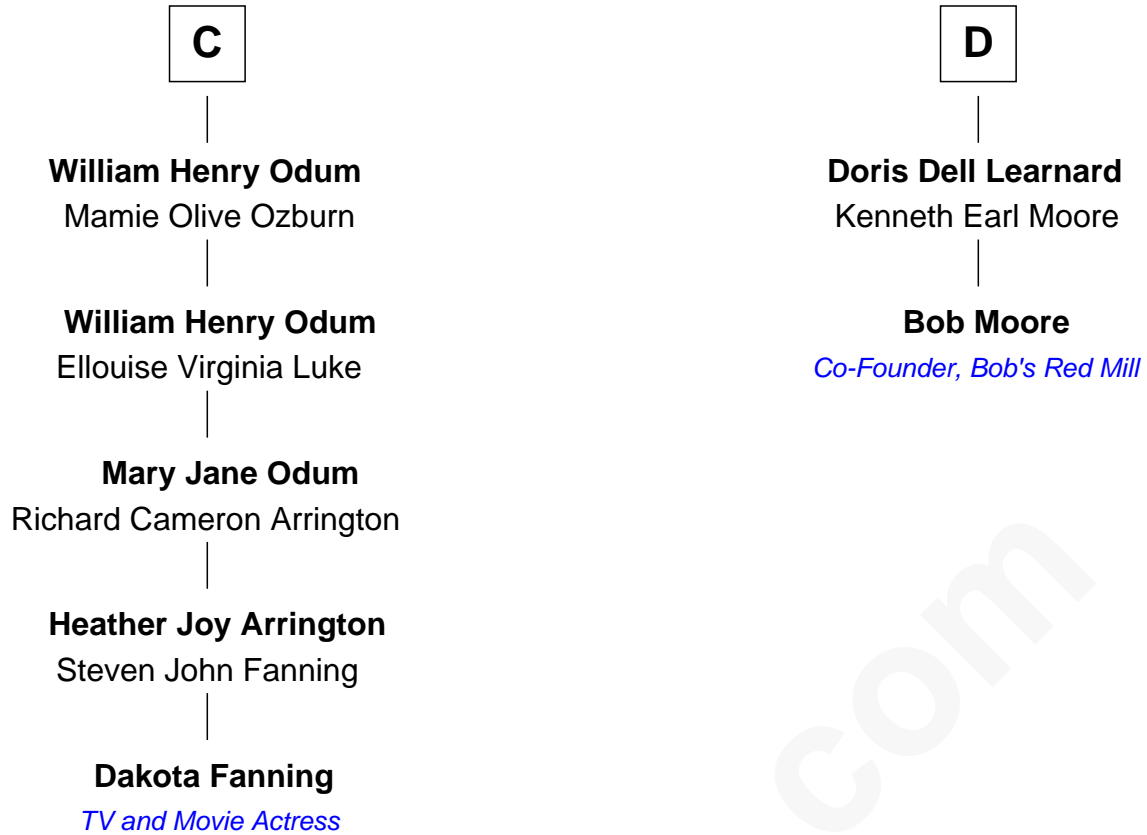 C
William Henry Odum
Mamie Olive Ozburn
William Henry Odum
Ellouise Virginia Luke
Mary Jane Odum
Richard Cameron Arrington
Heather Joy Arrington
Steven John Fanning
Dakota Fanning
TV and Movie Actress
D
Doris Dell Learnard
Kenneth Earl Moore
Bob Moore
Co-Founder, Bob's Red Mill
com